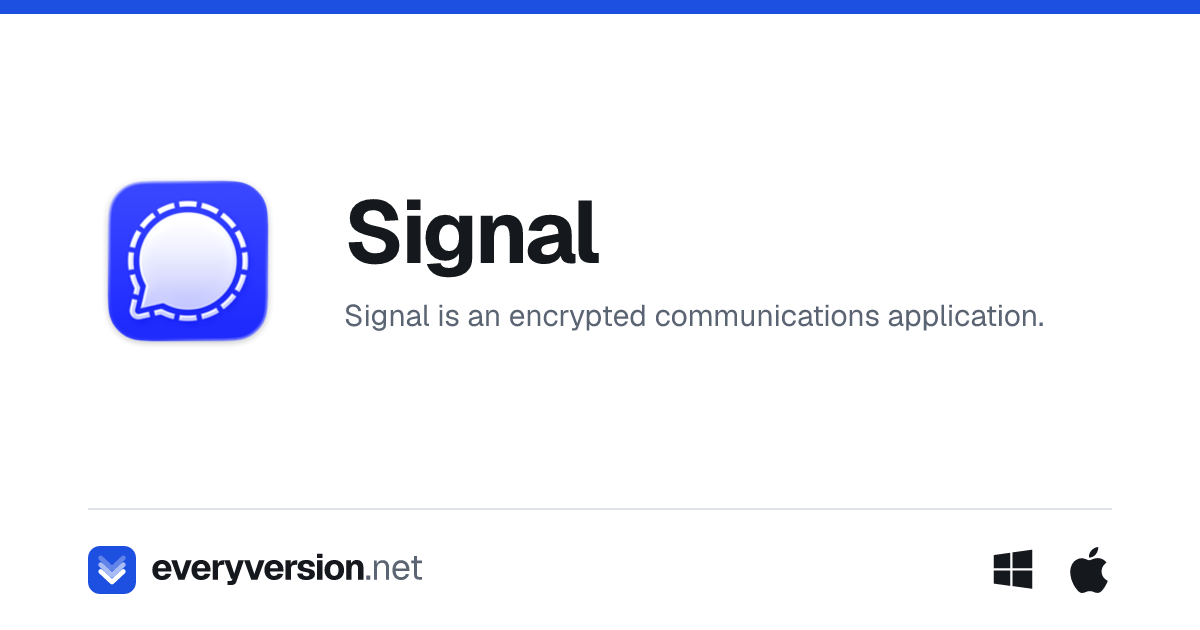 Signal
Signal is an encrypted communications application.
everyversion.net